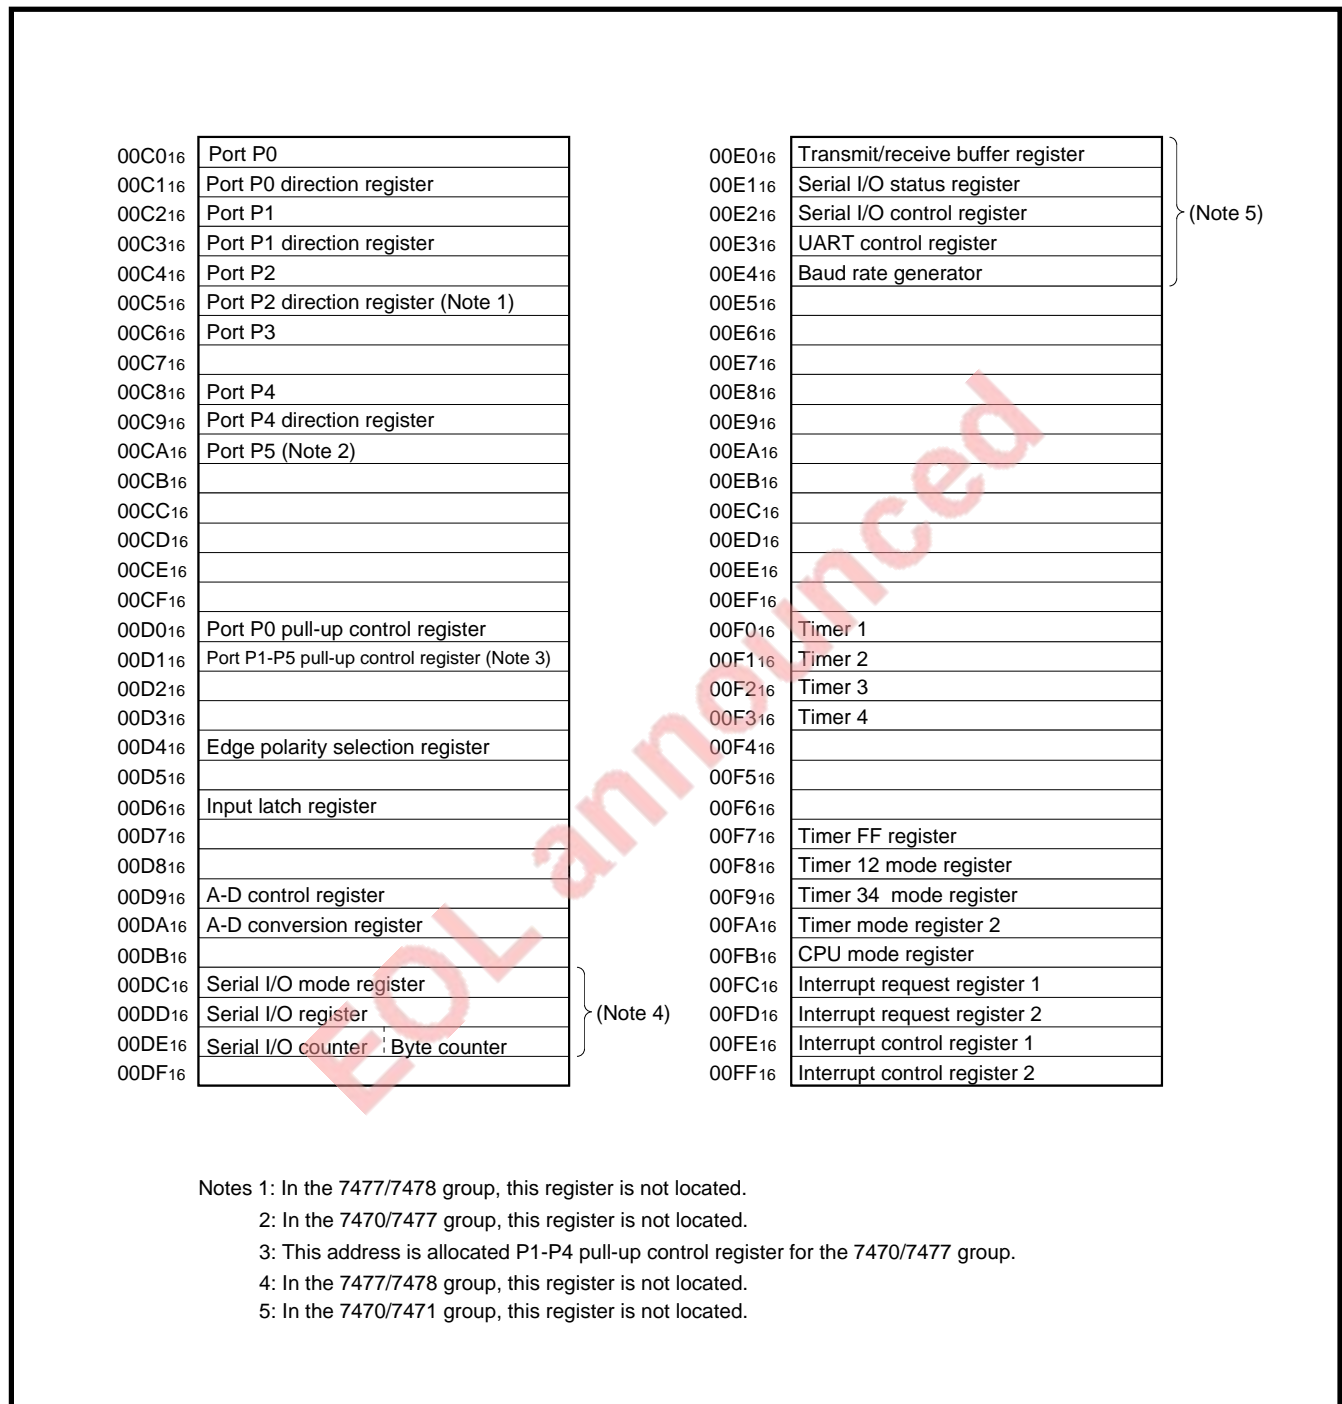 00C016 Port P0
00C116 Port P0 direction register
00C216 Port P1
00C316 Port P1 direction register
00C416 Port P2
00C516 Port P2 direction register (Note 1)
00C616 Port P3
00C716
00C816 Port P4
00C916 Port P4 direction register
00CA16 Port P5 (Note 2)
00CB16
00CC16
00CD16
00CE16
00CF16
00D016 Port P0 pull-up control register
00D116 Port P1-P5 pull-up control register (Note 3)
00D216
00D316
00D416 Edge polarity selection register
00D516
00D616 Input latch register
00D716
00D816
00D916 A-D control register
00DA16 A-D conversion register
00DB16
00DC16 Serial I/O mode register
00DD16 Serial I/O register
(Note 4)
00DE16 Serial I/O counter Byte counter
00DF16
00E016 Transmit/receive buffer register
00E116 Serial I/O status register
00E216 Serial I/O control register
(Note 5)
00E316 UART control register
00E416 Baud rate generator
00E516
00E616
00E716
00E816
00E916
00EA16
00EB16
00EC16
00ED16
00EE16
00EF16
00F016 Timer 1
00F116 Timer 2
00F216 Timer 3
00F316 Timer 4
00F416
00F516
00F616
00F716 Timer FF register
00F816 Timer 12 mode register
00F916 Timer 34 mode register
00FA16 Timer mode register 2
00FB16 CPU mode register
00FC16 Interrupt request register 1
00FD16 Interrupt request register 2
00FE16 Interrupt control register 1
00FF16 Interrupt control register 2
EOL announced
Notes 1: In the 7477/7478 group, this register is not located.
2: In the 7470/7477 group, this register is not located.
3: This address is allocated P1-P4 pull-up control register for the 7470/7477 group.
4: In the 7477/7478 group, this register is not located.
5: In the 7470/7471 group, this register is not located.